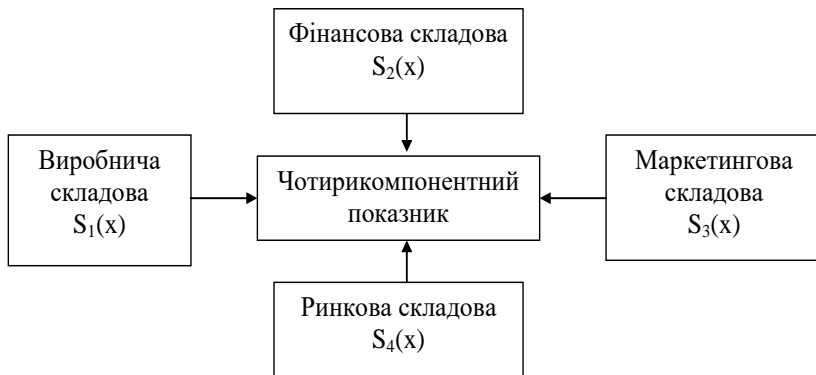 Фінансова складова
S₂(x)
Виробнича
складова
S₁(x)
Чотирикомпонентний
показник
Маркетингова
складова
S₃(x)
Ринкова складова
S₄(x)